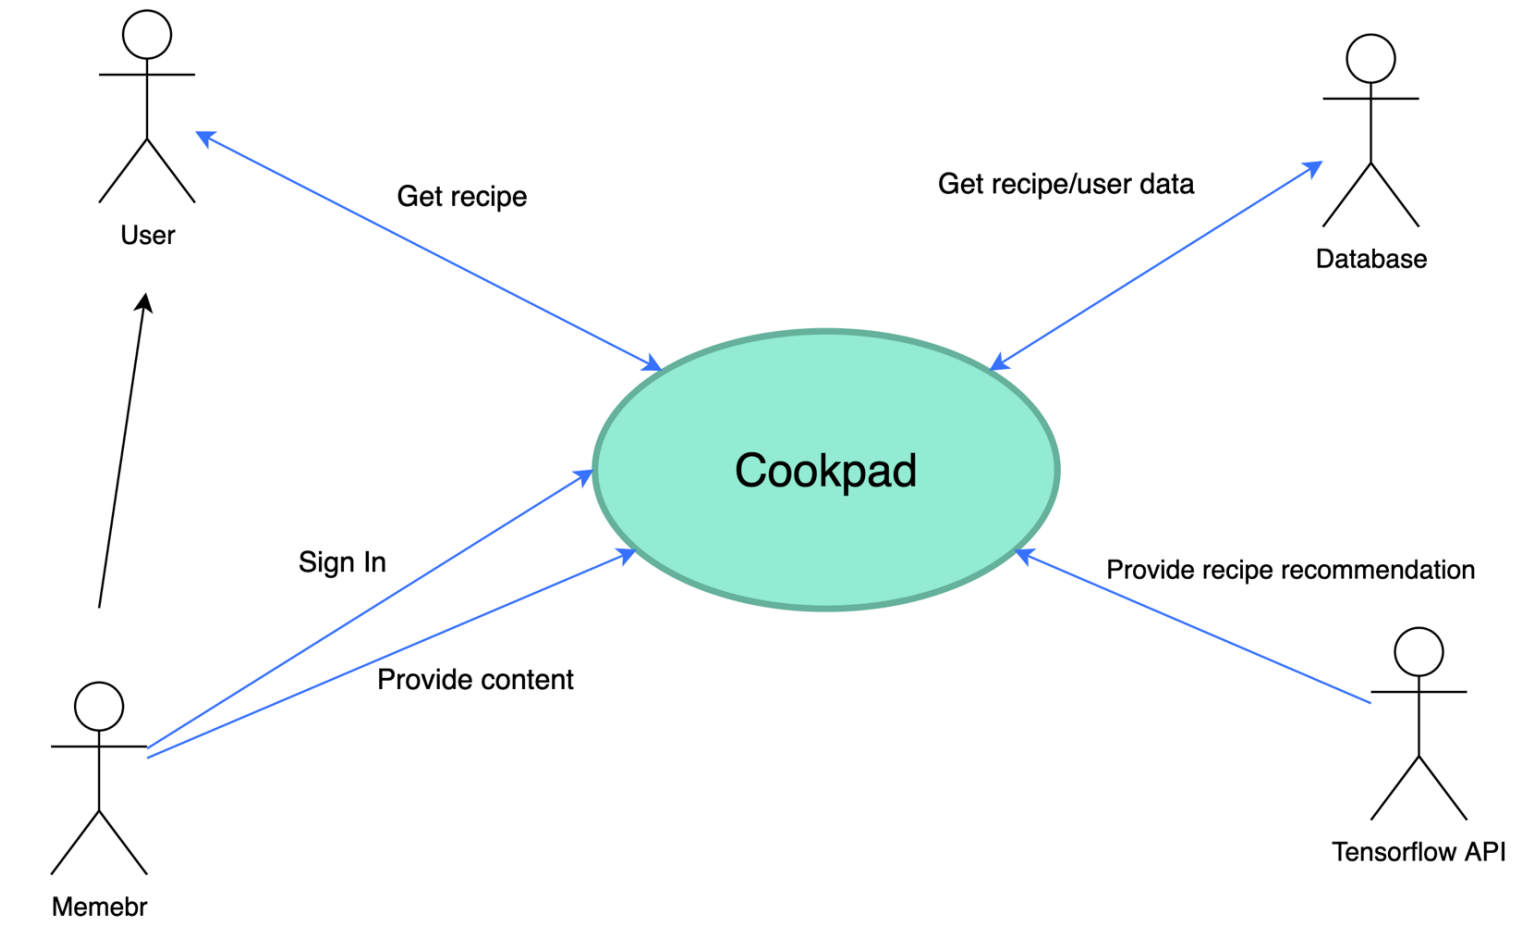 User
Get recipe
Get recipe/user data
Database
Cookpad
Sign In
Provide content
Provide recipe recommendation
Memebr
Tensorflow API